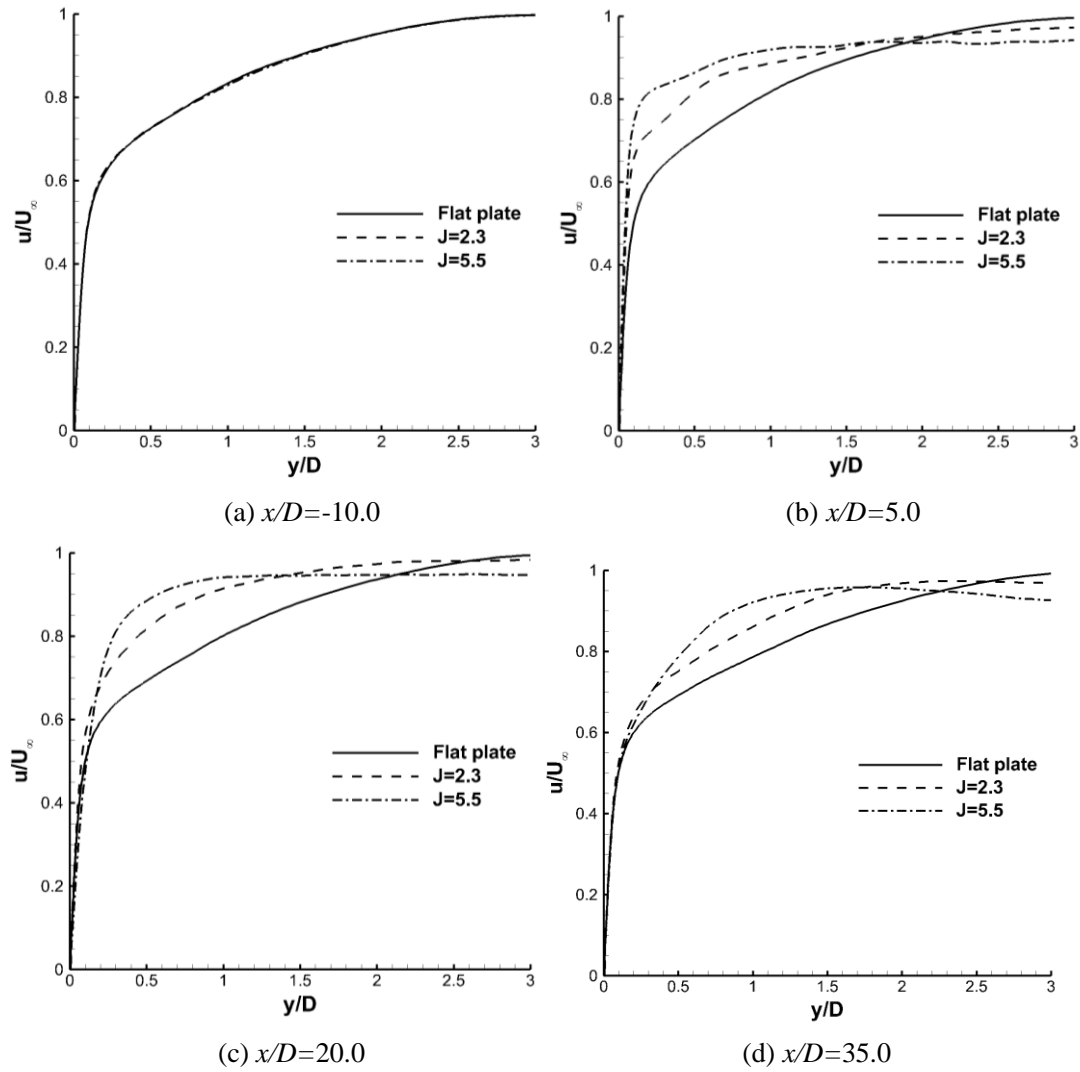 u/U∞
1
0.8
0.6
0.4
0.2
0
0 0.5 1 1.5 2 2.5 3
y/D
Flat plate
J=2.3
J=5.5
(a) x/D=-10.0
u/U∞
1
0.8
0.6
0.4
0.2
0
0 0.5 1 1.5 2 2.5 3
y/D
Flat plate
J=2.3
J=5.5
(b) x/D=5.0
u/U∞
1
0.8
0.6
0.4
0.2
0
0 0.5 1 1.5 2 2.5 3
y/D
Flat plate
J=2.3
J=5.5
(c) x/D=20.0
u/U∞
1
0.8
0.6
0.4
0.2
0
0 0.5 1 1.5 2 2.5 3
y/D
Flat plate
J=2.3
J=5.5
(d) x/D=35.0